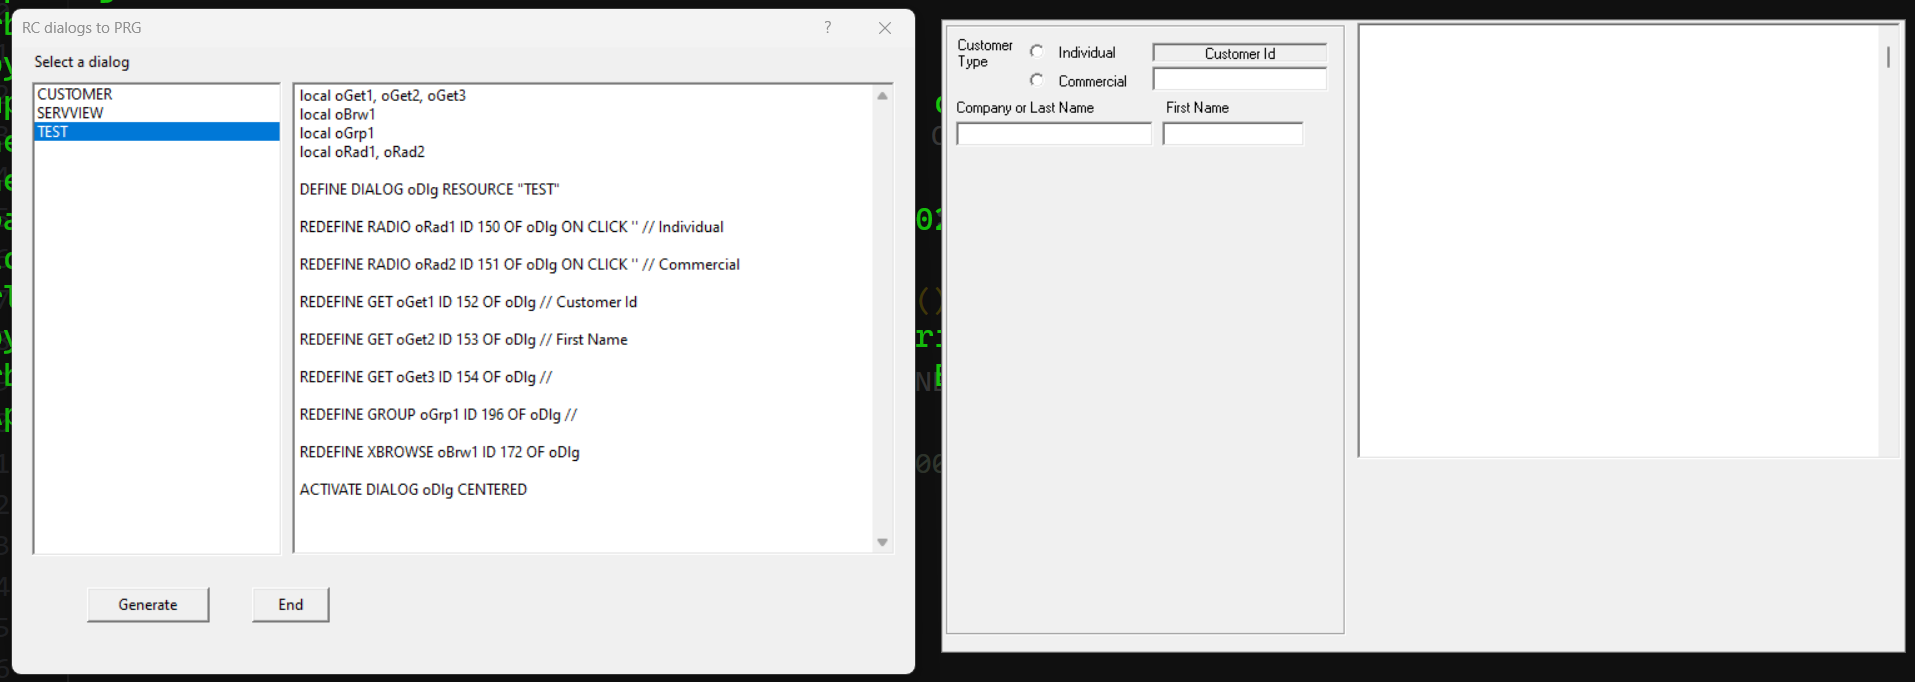 RC dialogs to PRG
?
Select a dialog
CUSTOMER
SERVVIEW
TEST
local oGet1, oGet2, oGet3
local oBrw1
local oGrp1
local oRad1, oRad2
DEFINE DIALOG oDlg RESOURCE "TEST"
REDEFINE RADIO oRad1 ID 150 OF oDlg ON CLICK '' // Individual
REDEFINE RADIO oRad2 ID 151 OF oDlg ON CLICK '' // Commercial
REDEFINE GET oGet1 ID 152 OF oDlg // Customer Id
REDEFINE GET oGet2 ID 153 OF oDlg // First Name
REDEFINE GET oGet3 ID 154 OF oDlg //
REDEFINE GROUP oGrp1 ID 196 OF oDlg //
REDEFINE XBROWSE oBrw1 ID 172 OF oDlg
ACTIVATE DIALOG oDlg CENTERED
Generate
End
Customer Type
Individual
Customer Id
Commercial
Company or Last Name
First Name